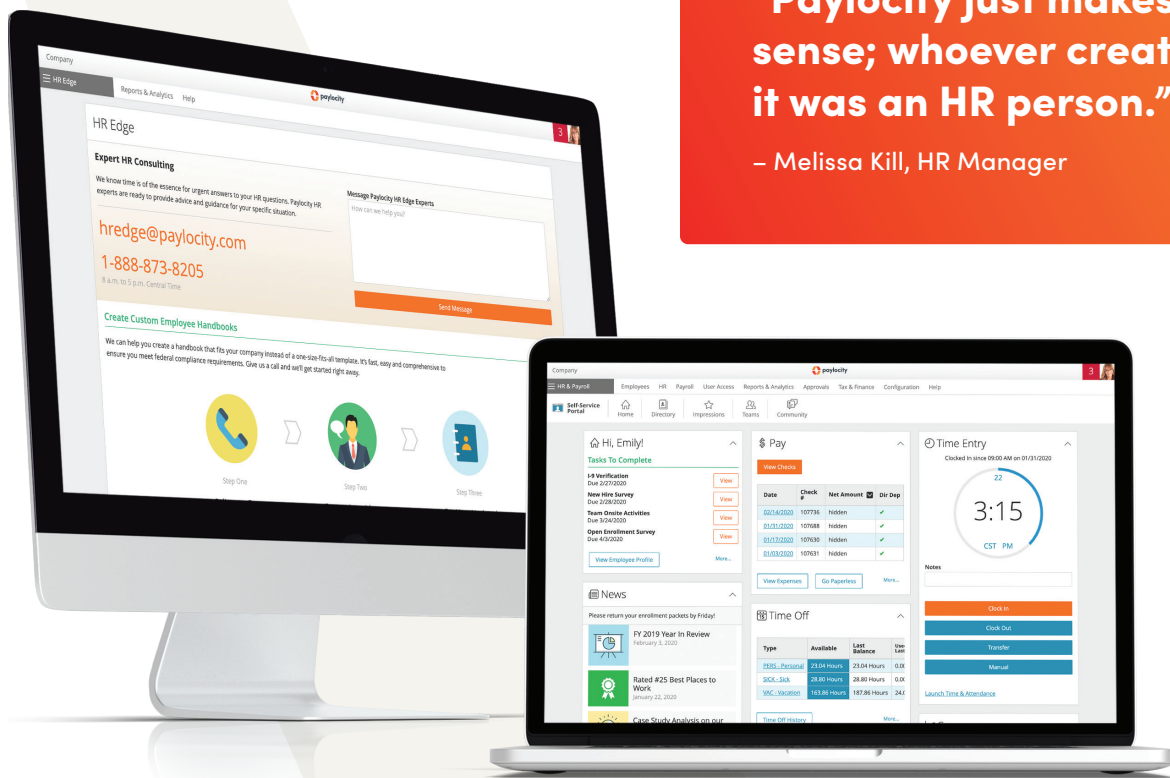 "Paylocity just makes
sense; whoever creat
it was an HR person."
– Melissa Kill, HR Manager
Company
HR Edge
Reports & Analytics
Help
paylocity
3
HR Edge
Expert HR Consulting
We know time is of the essence for urgent answers to your HR questions. Paylocity HR
experts are ready to provide advice and guidance for your specific situation.
hredge@paylocity.com
1-888-873-8205
8 a.m. to 5 p.m. Central Time
Message Paylocity HR Edge Experts
How can we help you?
Send Message
Create Custom Employee Handbooks
We can help you create a handbook that fits your company instead of a one-size-fits-all template. It's fast, easy and comprehensive to
ensure you meet federal compliance requirements. Give us a call and we'll get started right away.
Step One
Step Two
Step Three
Company
paylocity
3
HR & Payroll
Employees HR Payroll User Access Reports & Analytics Approvals Tax & Finance Configuration Help
Self-Service
Portal
Home
Directory
Impressions
Teams
Community
Hi, Emily!
Tasks To Complete
I-9 Verification
Due 2/27/2020
View
New Hire Survey
Due 2/28/2020
View
Team Onsite Activities
Due 3/24/2020
View
Open Enrollment Survey
Due 4/3/2020
View
View Employee Profile
More...
News
Please return your enrollment packets by Friday!
FY 2019 Year In Review
February 3, 2020
Rated #25 Best Places to
Work
January 22, 2020
Case Study Analysis on our
$ Pay
View Checks
Date Check # Net Amount Dir Dep
02/14/2020 107736 hidden
01/31/2020 107688 hidden
01/17/2020 107630 hidden
01/03/2020 107631 hidden
View Expenses
Go Paperless
More...
Time Off
Type Available Last Balance
PERS - Personal 23.04 Hours 23.04 Hours 0.00
SICK - Sick 28.80 Hours 28.80 Hours 0.00
VAC - Vacation 163.86 Hours 187.86 Hours 24.0
Time Off History
More...
Time Entry
Clocked In since 09:00 AM on 01/31/2020
22
3:15
CST PM
Notes
Clock In
Clock Out
Transfer
Manual
Launch Time & Attendance